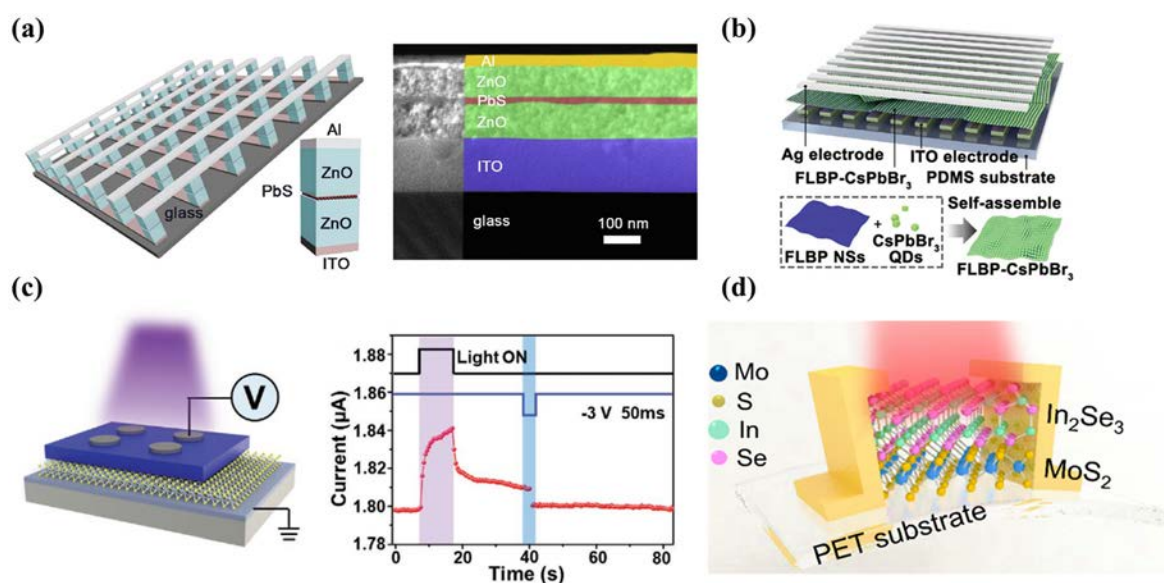 (a)
Al
ZnO
PbS
ZnO
ITO
glass
Al
ZnO
PbS
ZnO
ITO
glass
100 nm
(b)
Ag electrode
ITO electrode
FLBP-CsPbBr₃
PDMS substrate
Self-assemble
+
CsPbBr₃
FLBP NSs
QDs
FLBP-CsPbBr₃
(c)
V
1.88
1.86
1.84
1.82
1.80
1.78
Current (μA)
Light ON
-3 V 50ms
0
20
40
60
80
Time (s)
(d)
Mo
S
In
Se
In₂Se₃
MoS₂
PET substrate